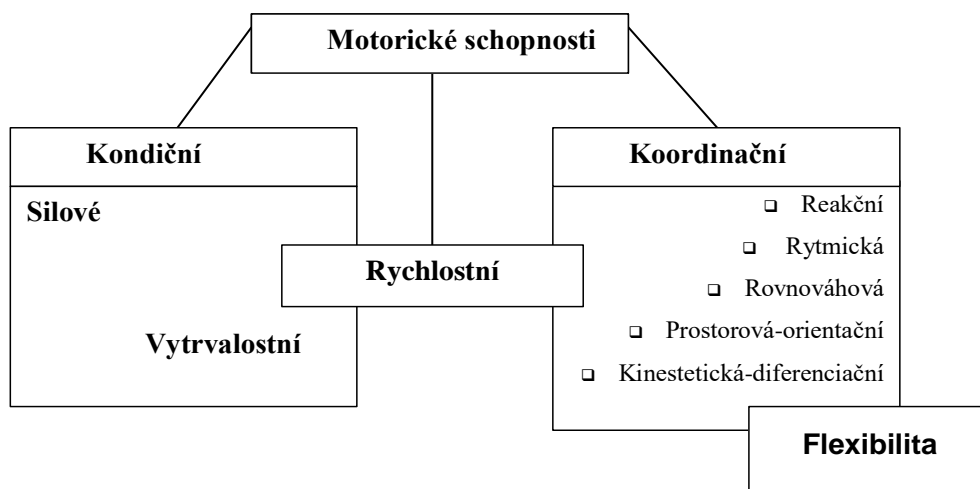 Motorické schopnosti
Kondiční
Silové
Vytrvalostní
Rychlostní
Koordinační
❑ Reakční
❑ Rytmická
❑ Rovnováhová
❑ Prostorová-orientační
❑ Kinestetická-diferenciační
Flexibilita